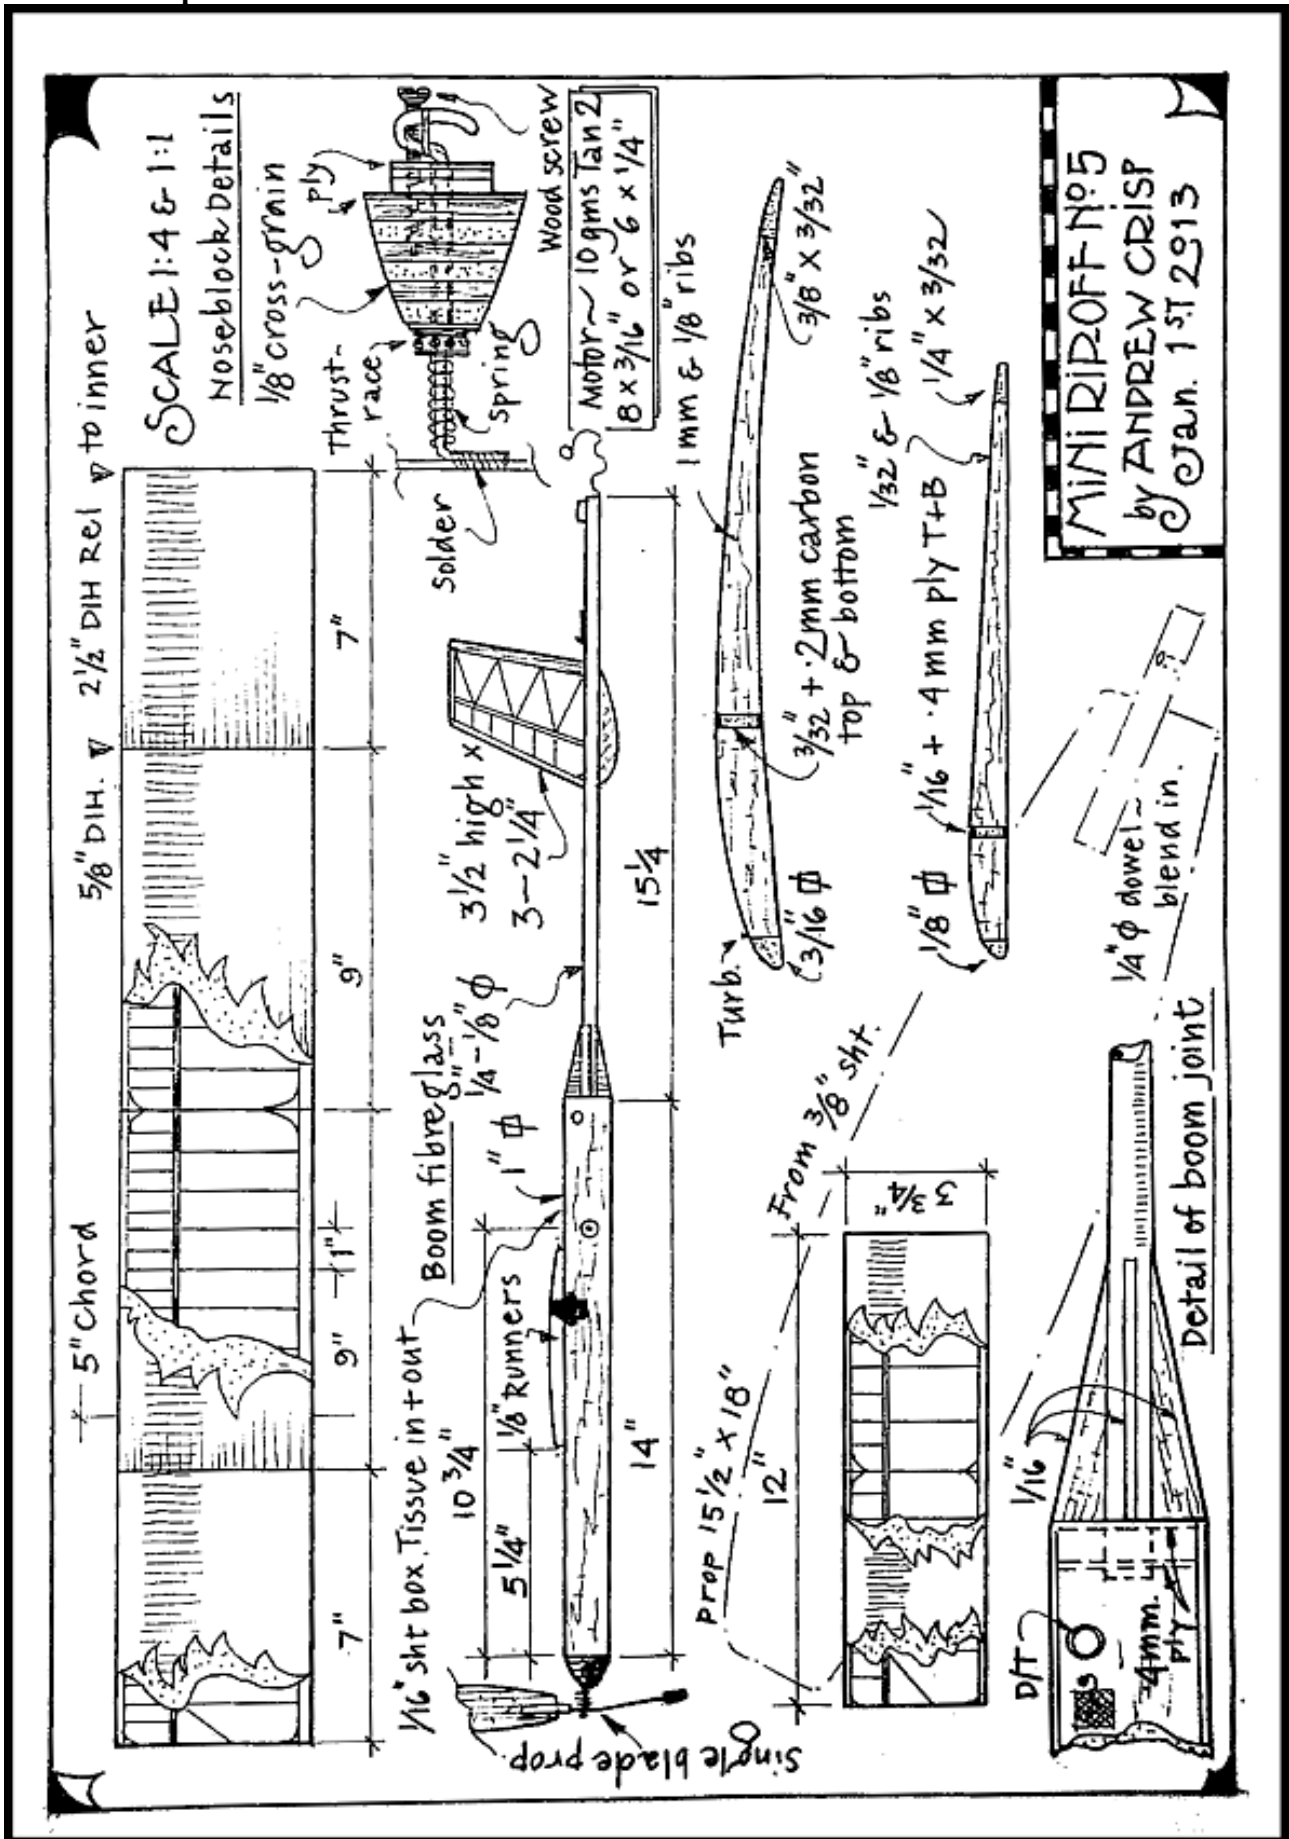 5" Chord
5/8" DIH.
2 1/2" DIH Rel
to inner
SCALE 1:4 & 1:1
Noseblock Details
1/8" Cross-grain
ply
Thrust-
race
spring
solder
Wood screw
Motor ~ 10 gms Tan 2
8 x 3/16" or 6 x 1/4"
7"
9"
1"
9"
7"
1/16" sht box. Tissue in + out
Boom fibreglass
1/4 - 1/8" φ
1" ⏀
3 1/2" high x
3 - 2 1/4"
10 3/4"
5 1/4"
1/8" Runners
14"
15 1/4
Single blade prop.
Prop 15 1/2" x 18"
1mm & 1/8" ribs
3/8" x 3/32"
3/32" + .2mm carbon
top & bottom
Turb.
3/16 ⏀
1/32" & 1/8" ribs
1/4" x 3/32
1/16" + .4mm ply T+B
1/8" ⏀
12"
3 3/4"
From 3/8" sht.
1/4" φ dowel ~
blend in.
1/16"
D/T
.4mm.
ply
Detail of boom joint
MINI RIPOFF No. 5
by ANDREW CRISP
Jan. 1ST 2013